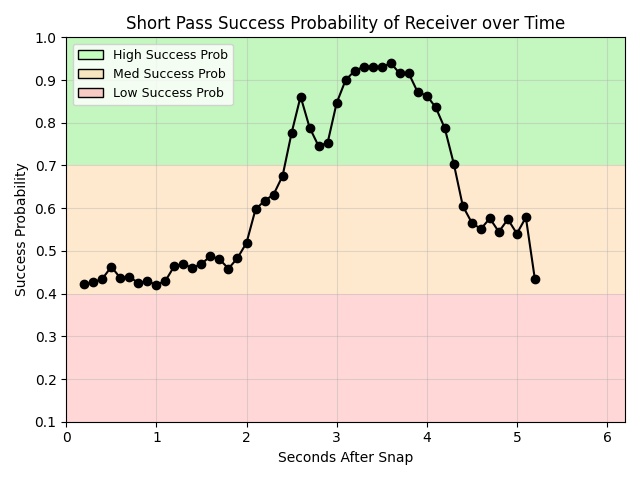 Short Pass Success Probability of Receiver over Time
High Success Prob
Med Success Prob
Low Success Prob
Success Probability
1.0
0.9
0.8
0.7
0.6
0.5
0.4
0.3
0.2
0.1
0 1 2 3 4 5 6
Seconds After Snap